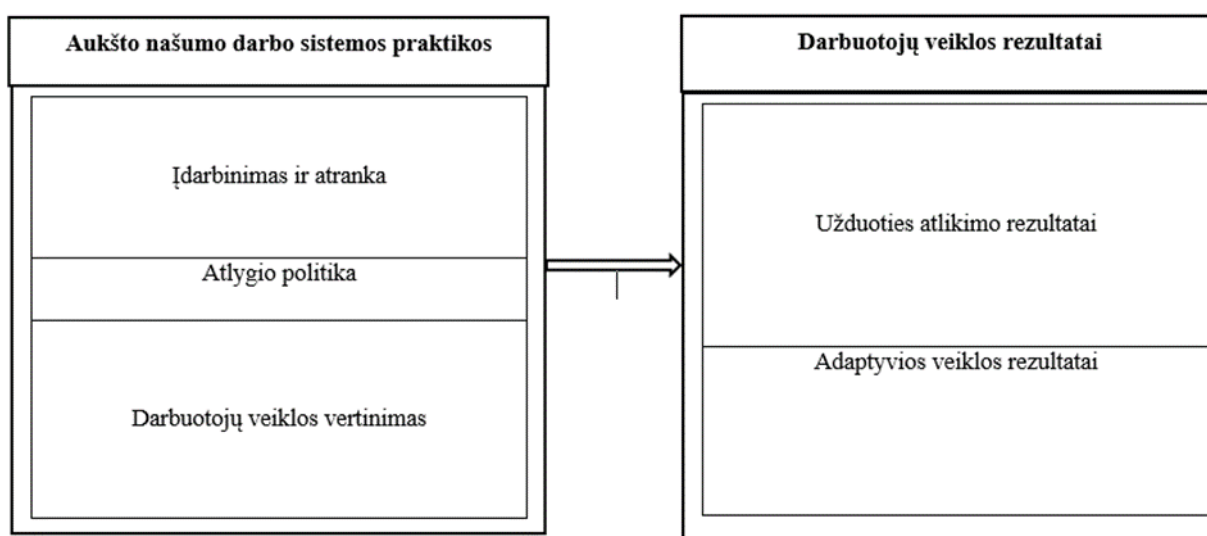 Aukšto našumo darbo sistemos praktikos
Įdarbinimas ir atranka
Atlygio politika
Darbuotojų veiklos vertinimas
Darbuotojų veiklos rezultatai
Užduoties atlikimo rezultatai
Adaptyvios veiklos rezultatai